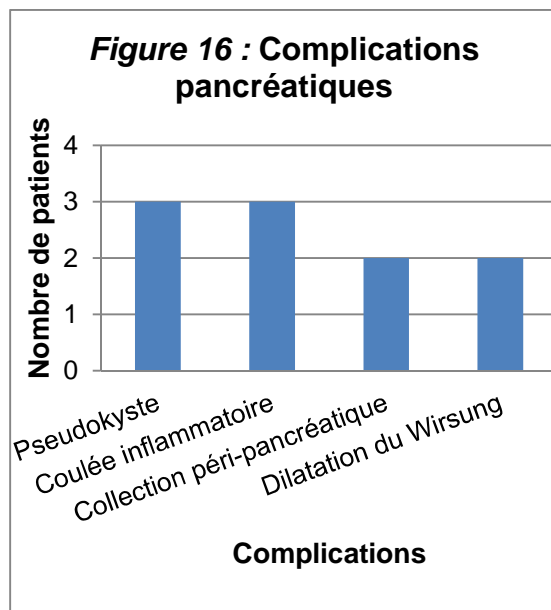 Figure 16 : Complications
pancréatiques
Nombre de patients
4
3
2
1
0
Pseudokyste
Coulée inflammatoire
Collection péri-pancréatique
Dilatation du Wirsung
Complications